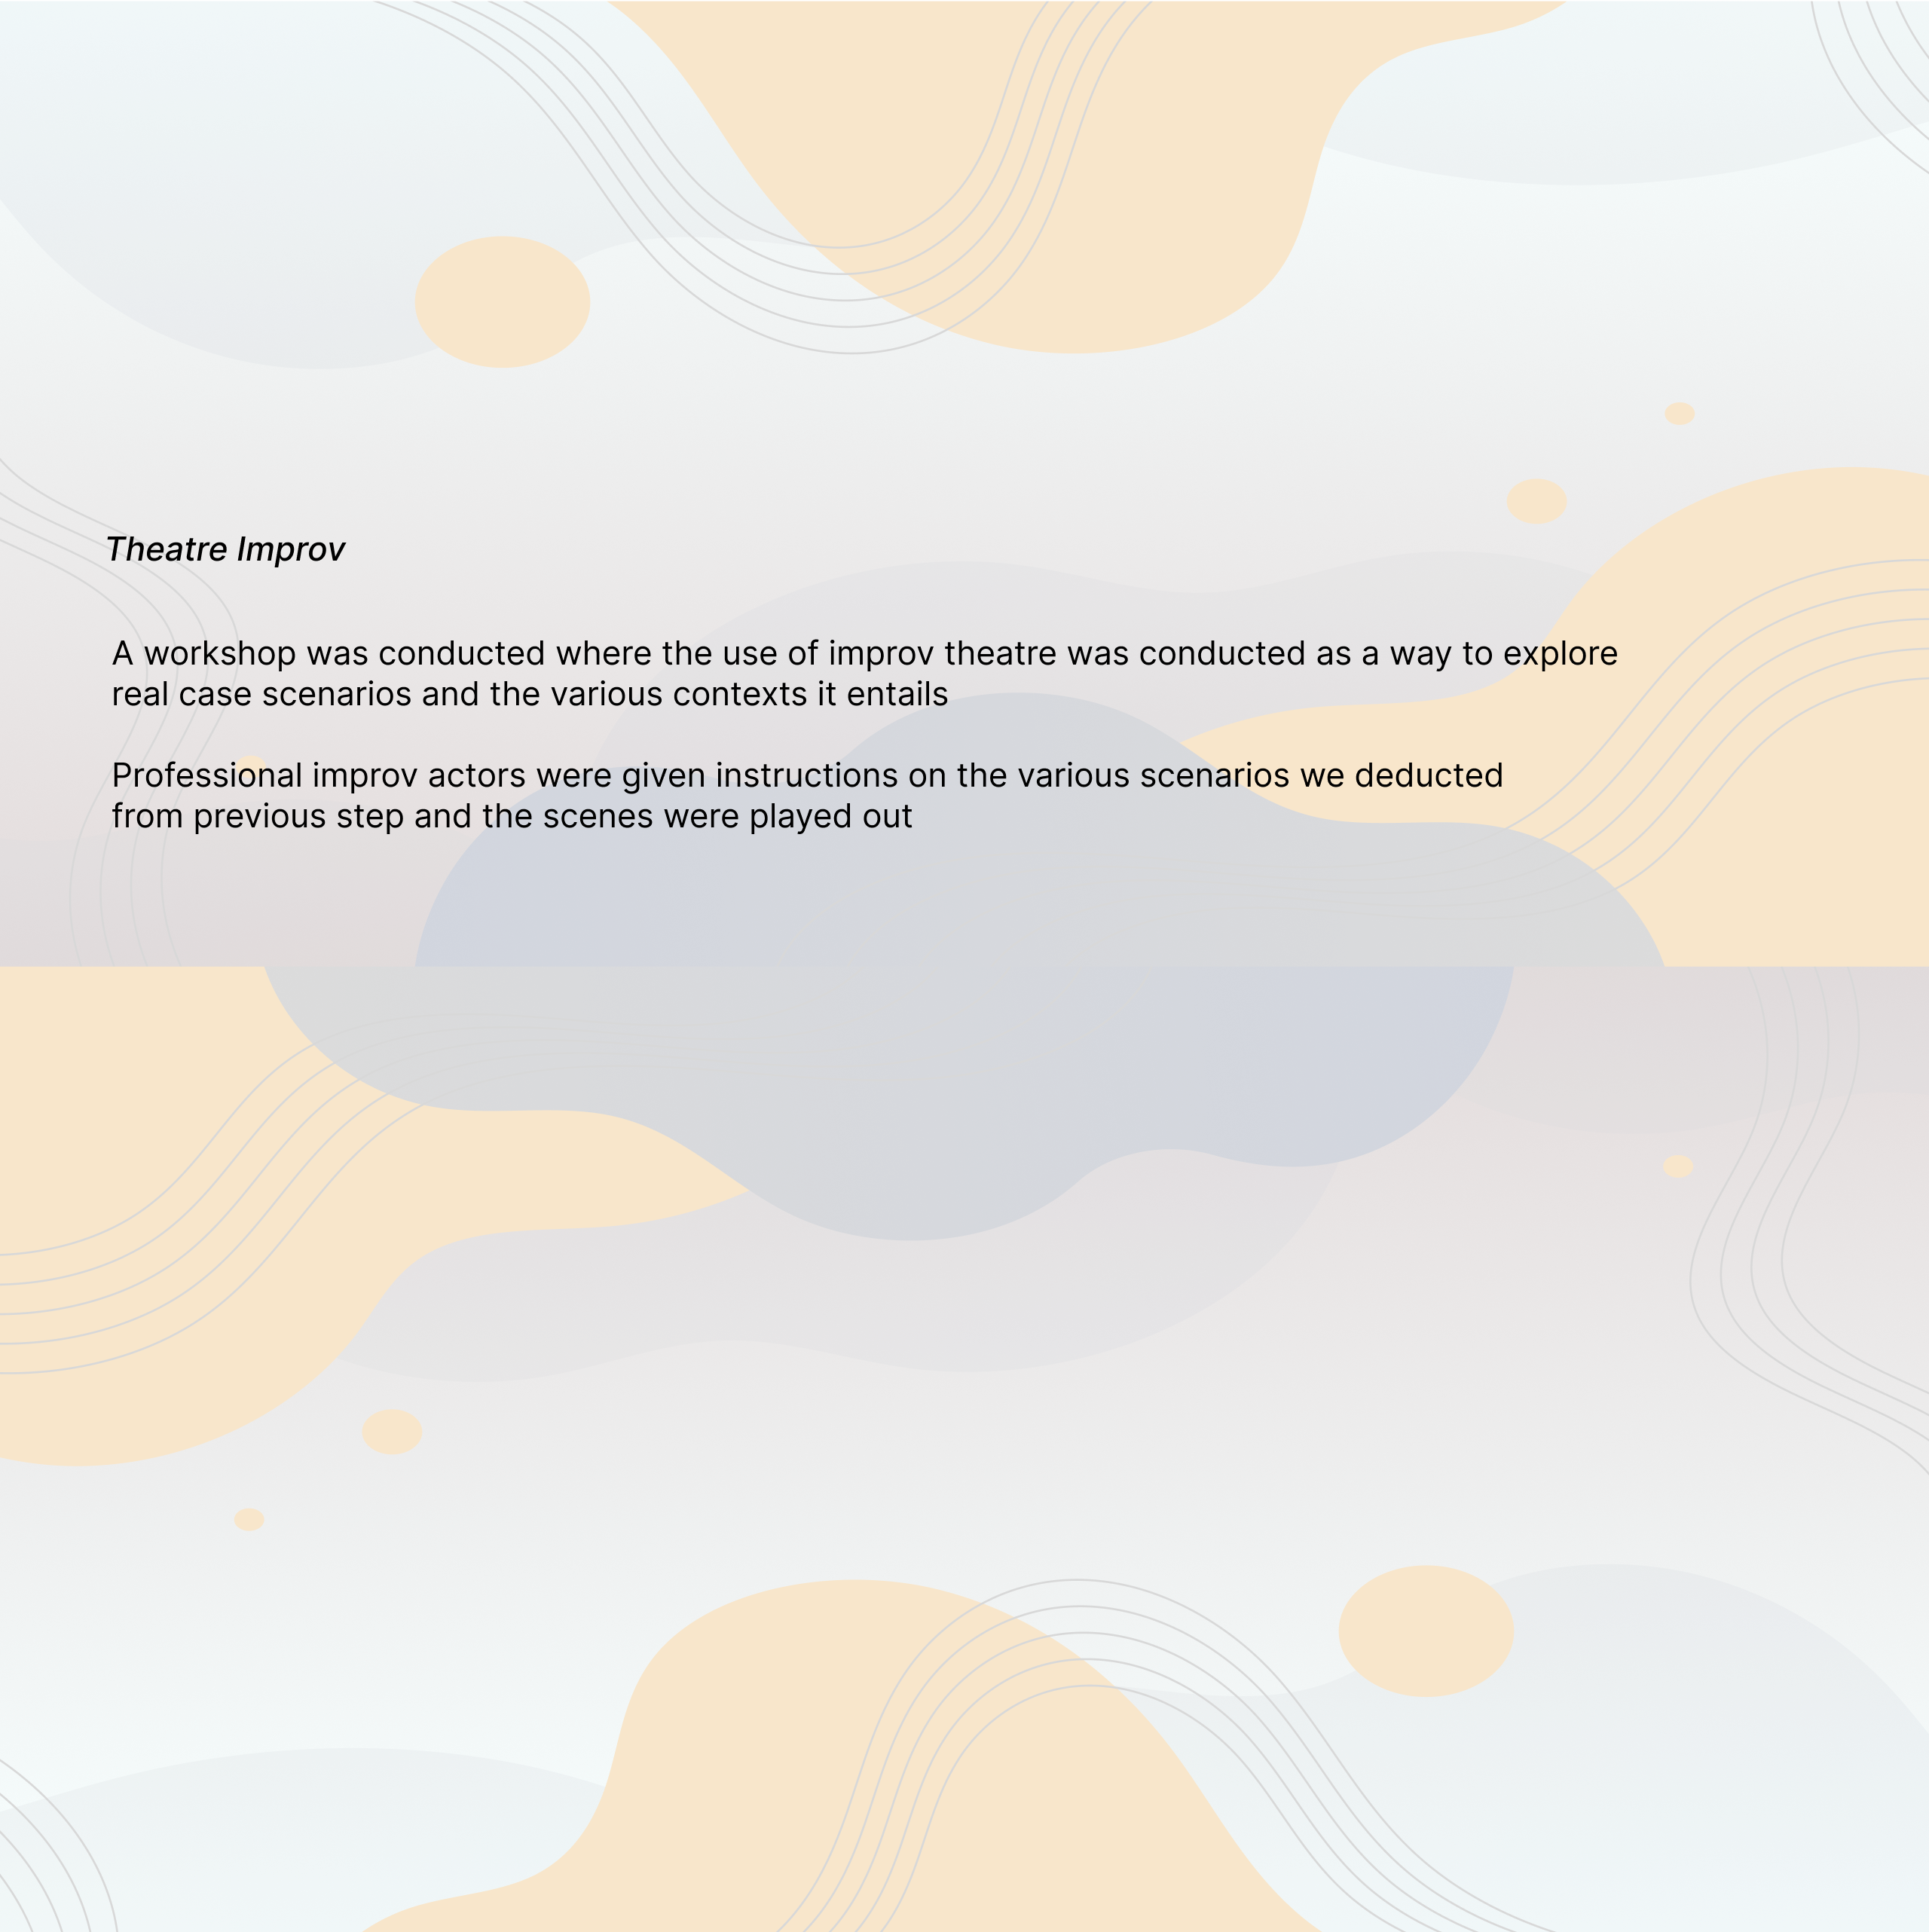 Theatre Improv
A workshop was conducted where the use of improv theatre was conducted as a way to explore
real case scenarios and the various contexts it entails
Professional improv actors were given instructions on the various scenarios we deducted
from previous step and the scenes were played out